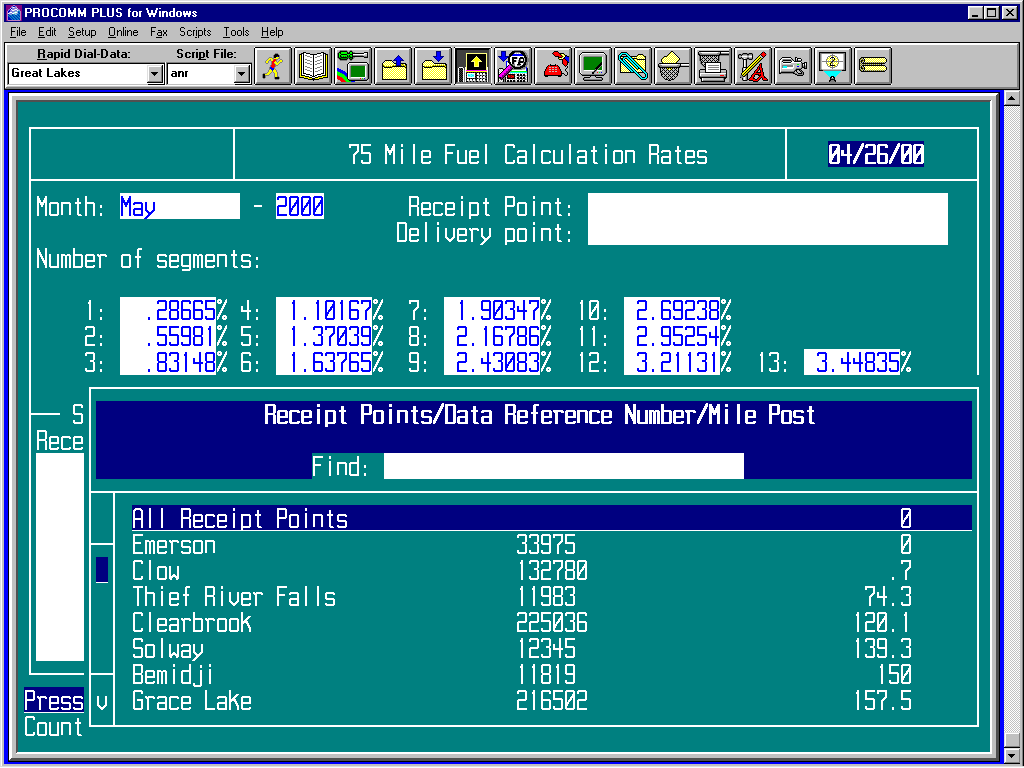 PROCOMM PLUS for Windows
File Edit Setup Online Fax Scripts Tools Help
Rapid Dial-Data: Script File:
Great Lakes anr
75 Mile Fuel Calculation Rates 04/26/00
Month: May - 2000 Receipt Point:
Delivery point:
Number of segments:
1: .28665% 4: 1.10167% 7: 1.90347% 10: 2.69238%
2: .55981% 5: 1.37039% 8: 2.16786% 11: 2.95254%
3: .83148% 6: 1.63765% 9: 2.43083% 12: 3.21131% 13: 3.44835%
S
Rece
Receipt Points/Data Reference Number/Mile Post
Find:
All Receipt Points 0
Emerson 33975 0
Clow 132780 .7
Thief River Falls 11983 74.3
Clearbrook 225036 120.1
Solway 12345 139.3
Bemidji 11819 150
Press v Grace Lake 216502 157.5
Count